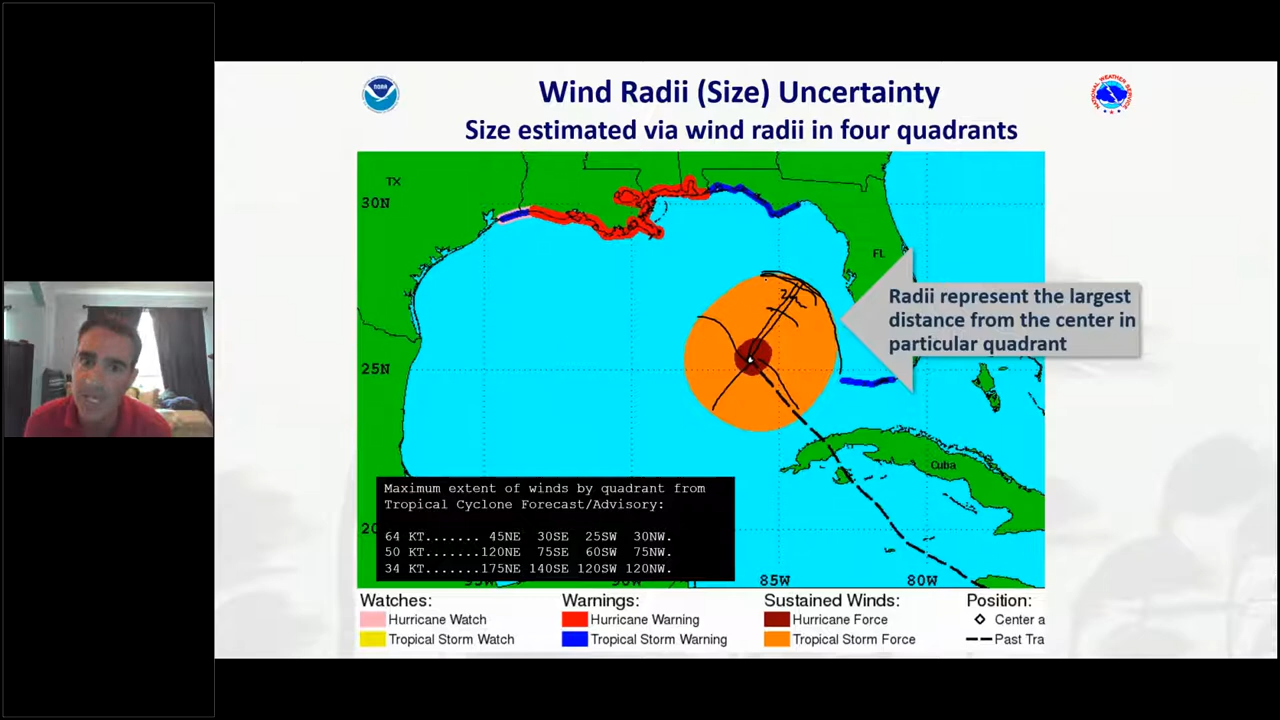 Wind Radii (Size) Uncertainty
Size estimated via wind radii in four quadrants
NOAA
NATIONAL WEATHER SERVICE
TX
30N
FL
Radii represent the largest
distance from the center in
particular quadrant
25N
Cuba
Maximum extent of winds by quadrant from
Tropical Cyclone Forecast/Advisory:
64 KT....... 45NE 30SE 25SW 30NW.
50 KT.......120NE 75SE 60SW 75NW.
34 KT.......175NE 140SE 120SW 120NW.
85W 80W
Watches: Warnings: Sustained Winds: Position:
Hurricane Watch Hurricane Warning Hurricane Force Center a
Tropical Storm Watch Tropical Storm Warning Tropical Storm Force Past Tra